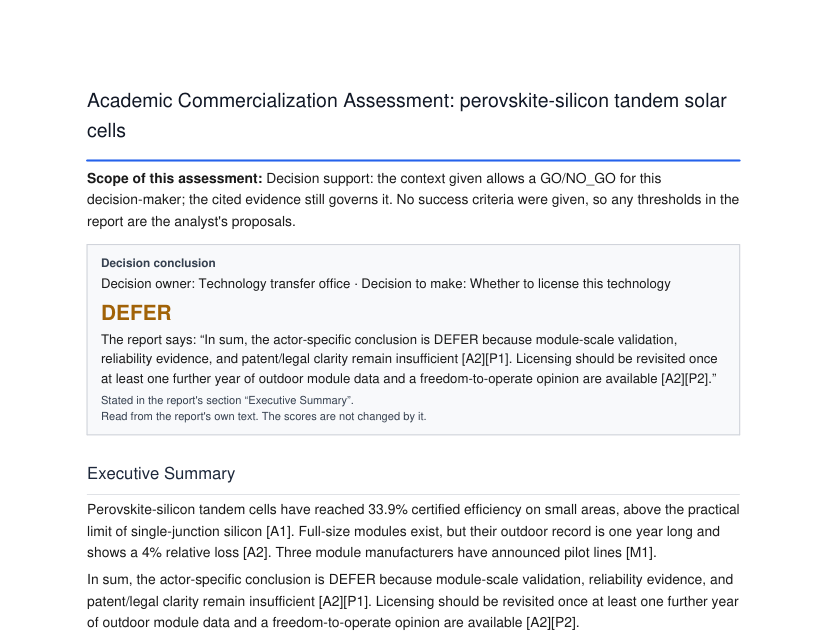 Academic Commercialization Assessment: perovskite-silicon tandem solar
cells
Scope of this assessment: Decision support: the context given allows a GO/NO_GO for this
decision-maker; the cited evidence still governs it. No success criteria were given, so any thresholds in the
report are the analyst's proposals.
Decision conclusion
Decision owner: Technology transfer office · Decision to make: Whether to license this technology
DEFER
The report says: “In sum, the actor-specific conclusion is DEFER because module-scale validation,
reliability evidence, and patent/legal clarity remain insufficient [A2][P1]. Licensing should be revisited once
at least one further year of outdoor module data and a freedom-to-operate opinion are available [A2][P2].”
Stated in the report's section “Executive Summary”.
Read from the report's own text. The scores are not changed by it.
Executive Summary
Perovskite-silicon tandem cells have reached 33.9% certified efficiency on small areas, above the practical
limit of single-junction silicon [A1]. Full-size modules exist, but their outdoor record is one year long and
shows a 4% relative loss [A2]. Three module manufacturers have announced pilot lines [M1].
In sum, the actor-specific conclusion is DEFER because module-scale validation, reliability evidence, and
patent/legal clarity remain insufficient [A2][P1]. Licensing should be revisited once at least one further year
of outdoor module data and a freedom-to-operate opinion are available [A2][P2].